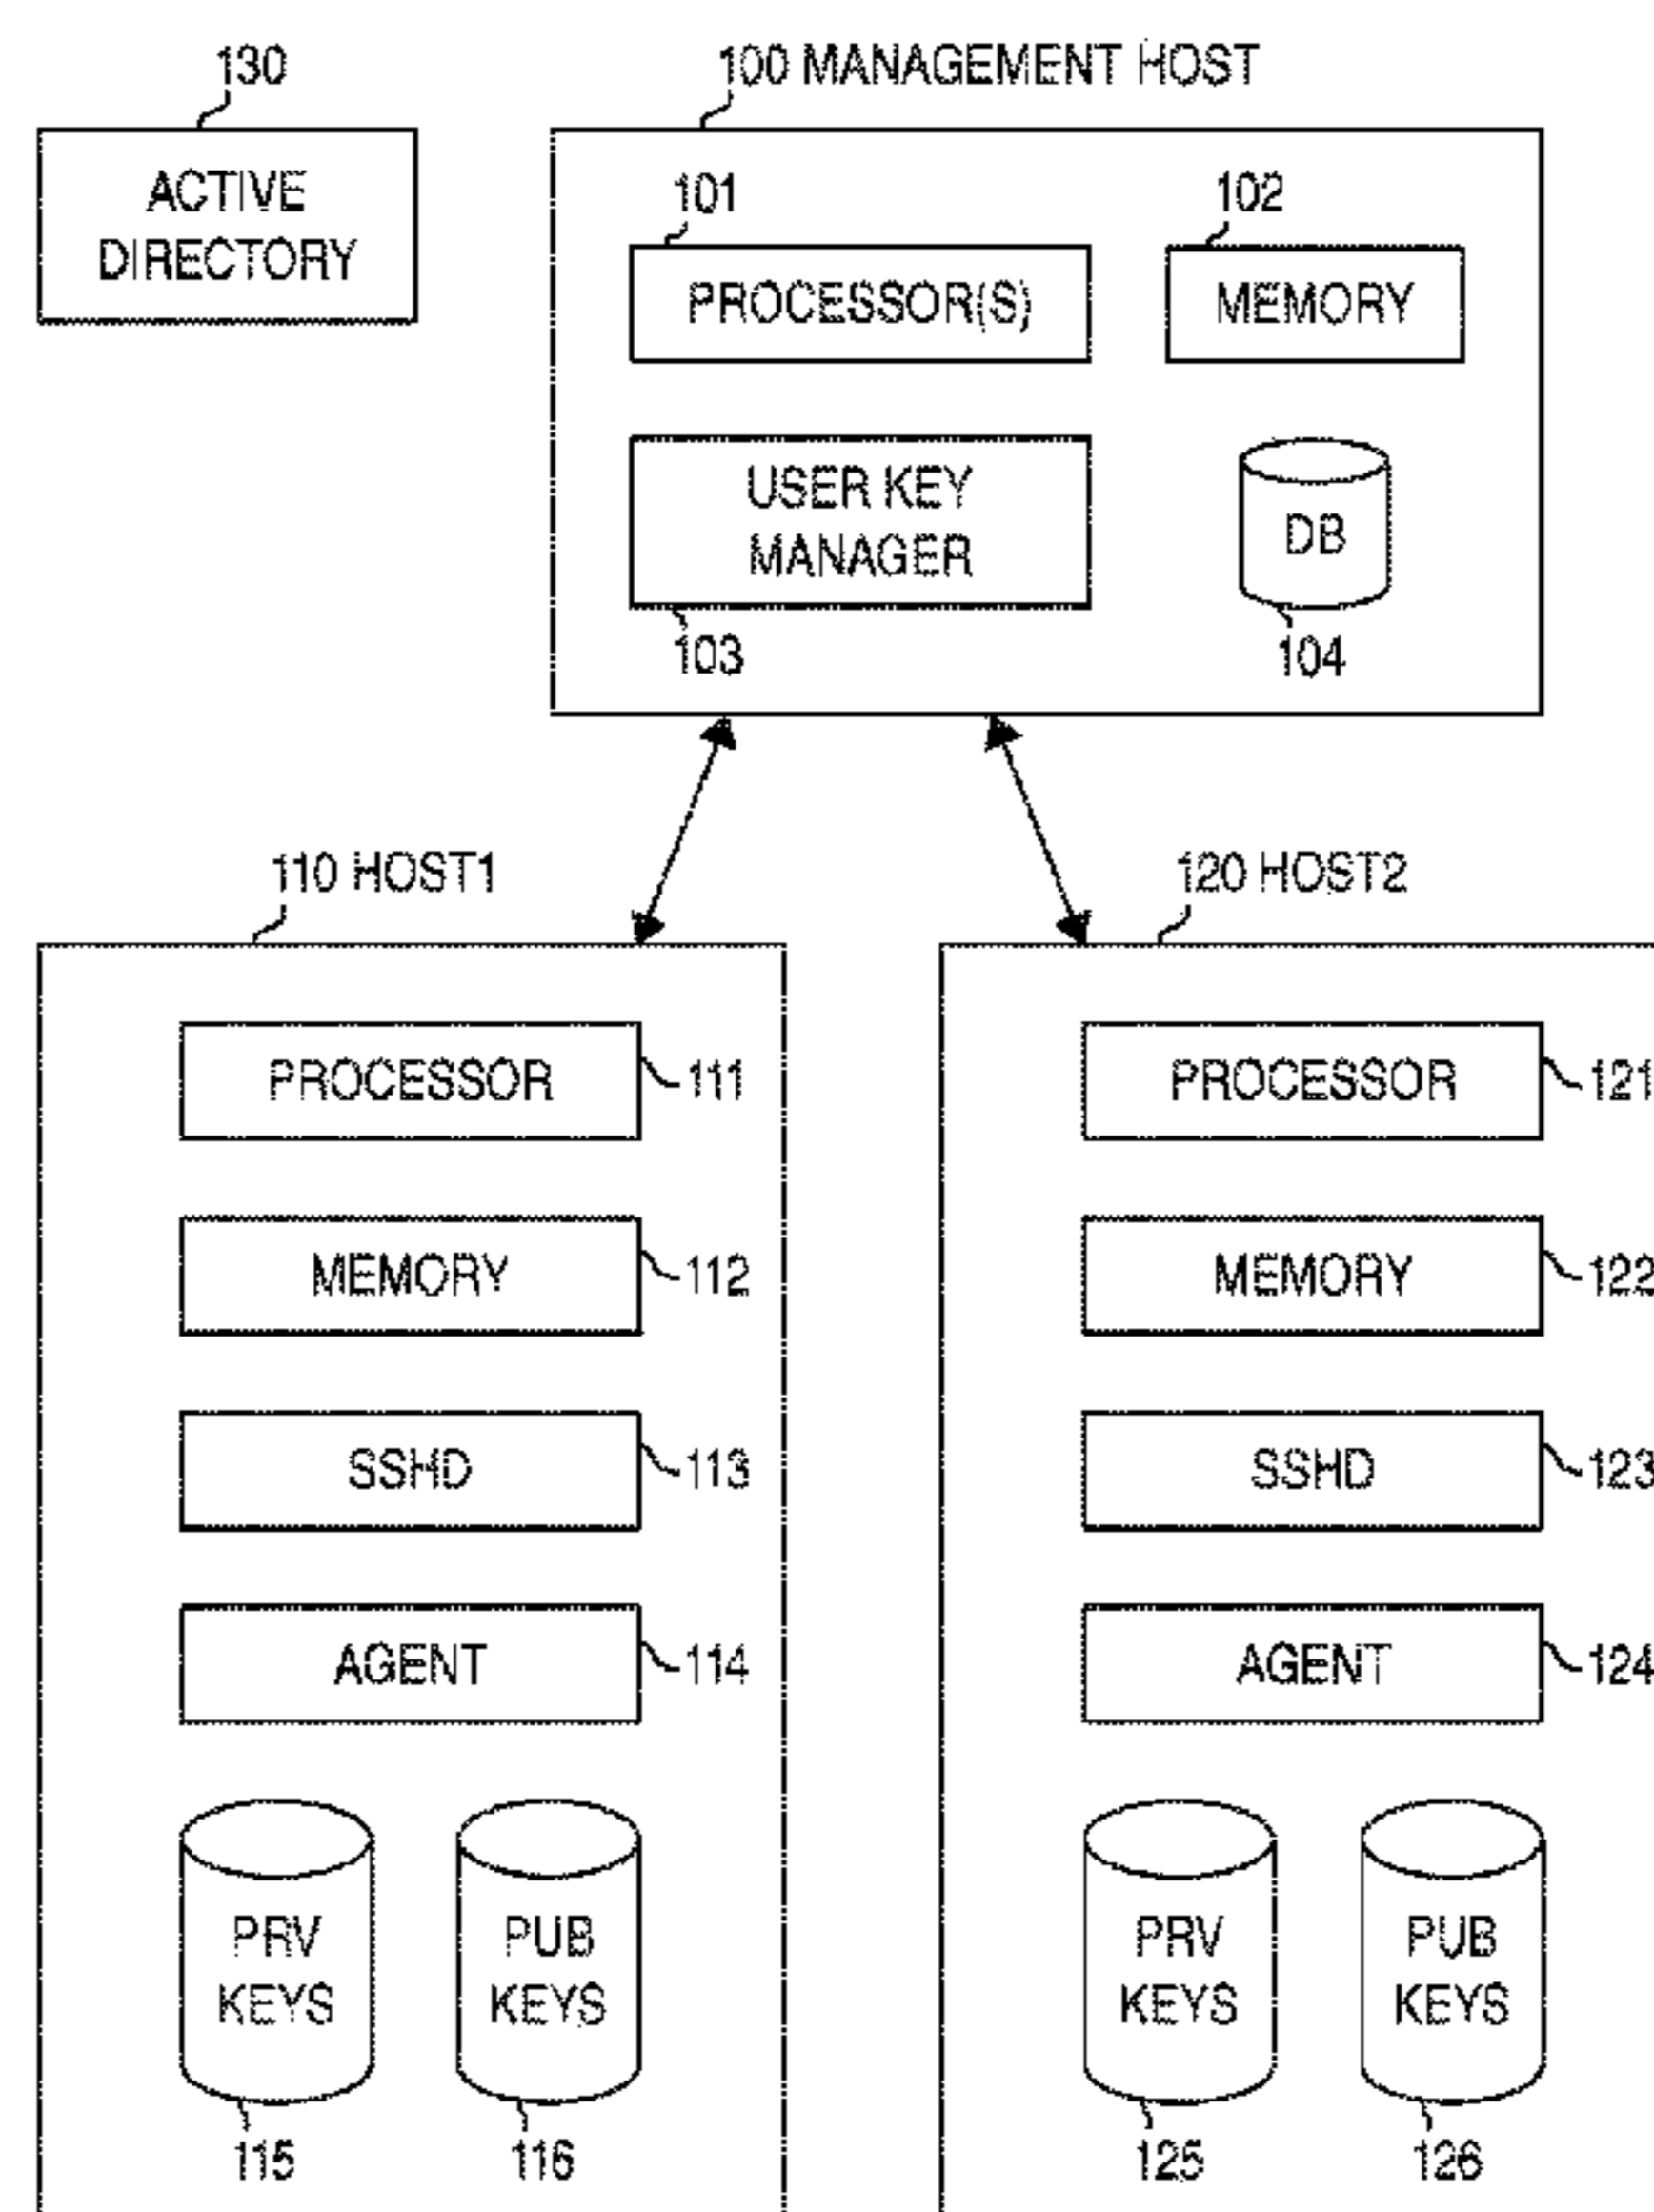 130
100 MANAGEMENT HOST
ACTIVE
DIRECTORY
101
102
PROCESSOR(S)
MEMORY
USER KEY
MANAGER
DB
103
104
110 HOST1
120 HOST2
PROCESSOR
111
PROCESSOR
121
MEMORY
112
MEMORY
122
SSHD
113
SSHD
123
AGENT
114
AGENT
124
PRV
KEYS
PUB
KEYS
PRV
KEYS
PUB
KEYS
115
116
125
126